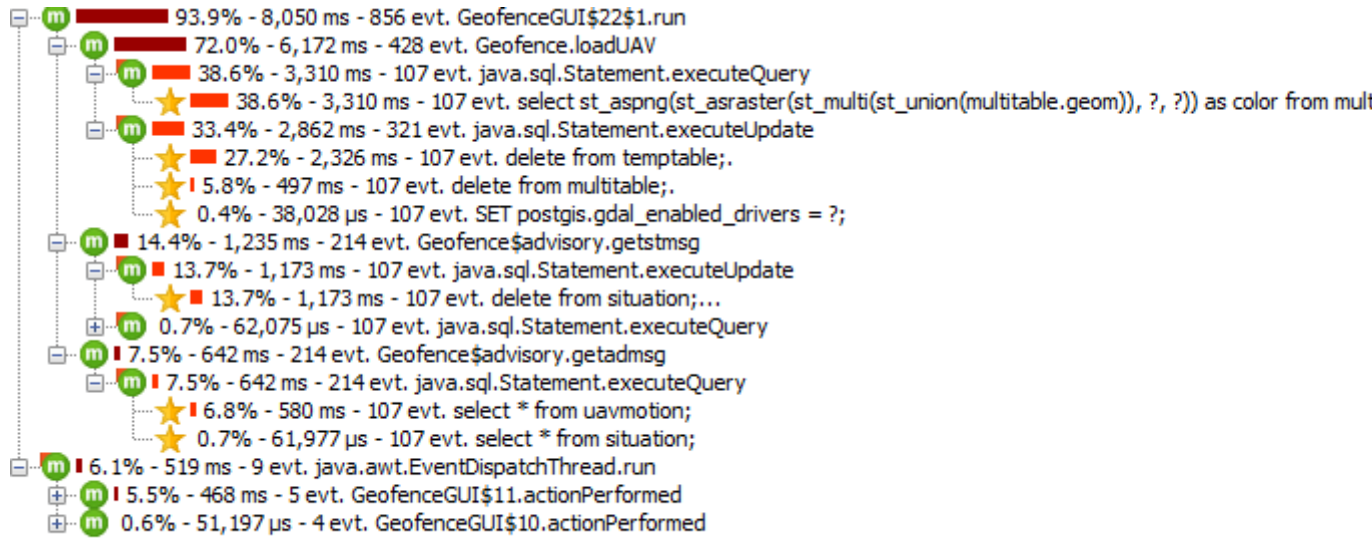 93.9% - 8,050 ms - 856 evt. GeofenceGUI$22$1.run
72.0% - 6,172 ms - 428 evt. Geofence.loadUAV
38.6% - 3,310 ms - 107 evt. java.sql.Statement.executeQuery
38.6% - 3,310 ms - 107 evt. select st_aspng(st_asraster(st_multi(st_union(multitable.geom)), ?, ?)) as color from mult
33.4% - 2,862 ms - 321 evt. java.sql.Statement.executeUpdate
27.2% - 2,326 ms - 107 evt. delete from temptable;.
5.8% - 497 ms - 107 evt. delete from multitable;.
0.4% - 38,028 µs - 107 evt. SET postgis.gdal_enabled_drivers = ?;
14.4% - 1,235 ms - 214 evt. Geofence$advisory.getstmsg
13.7% - 1,173 ms - 107 evt. java.sql.Statement.executeUpdate
13.7% - 1,173 ms - 107 evt. delete from situation;...
0.7% - 62,075 µs - 107 evt. java.sql.Statement.executeQuery
7.5% - 642 ms - 214 evt. Geofence$advisory.getadmsg
7.5% - 642 ms - 214 evt. java.sql.Statement.executeQuery
6.8% - 580 ms - 107 evt. select * from uavmotion;
0.7% - 61,977 µs - 107 evt. select * from situation;
6.1% - 519 ms - 9 evt. java.awt.EventDispatchThread.run
5.5% - 468 ms - 5 evt. GeofenceGUI$11.actionPerformed
0.6% - 51,197 µs - 4 evt. GeofenceGUI$10.actionPerformed